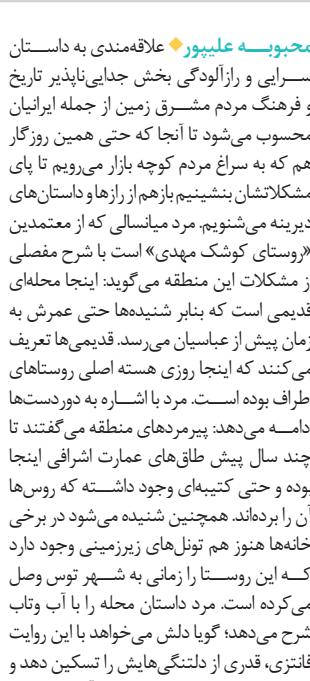 محبوبـــه علیپور◆ علاقه‌مندی به داستان
سرایی و رازآلودگی بخش جدایی‌ناپذیر تاریخ
و فرهنگ مردم مشرق زمین از جمله ایرانیان
محسوب می‌شود تا آنجا که حتی همین روزگار
هم که به سراغ مردم کوچه بازار می‌رویم تا پای
مشکلاتشان بنشینیم بازهم از رازها و داستان‌های
دیرینه می‌شنویم. مرد میانسالی که از معتمدین
«روستای کوشک مهدی» است با شرح مفصلی
از مشکلات این منطقه می‌گوید: اینجا محله‌ای
قدیمی است که بنابر شنیده‌ها حتی عمرش به
زمان پیش از عباسیان می‌رسد. قدیمی‌ها تعریف
می‌کنند که اینجا روزی هسته اصلی روستاهای
اطراف بوده است. مرد با اشاره به دوردست‌ها
ادامه می‌دهد: پیرمردهای منطقه می‌گفتند تا
چند سال پیش طاق‌های عمارت اشرافی اینجا
بوده و حتی کتیبه‌ای وجود داشته که روس‌ها
آن را برده‌اند. همچنین شنیده می‌شود در برخی
خانه‌ها هنوز هم تونل‌های زیرزمینی وجود دارد
که این روستا را زمانی به شهر توس وصل
می‌کرده است. مرد داستان محله را با آب وتاب
شرح می‌دهد؛ گویا دلش می‌خواهد با این روایت
فانتزی، قدری از دلتنگی‌هایش را تسکین دهد و